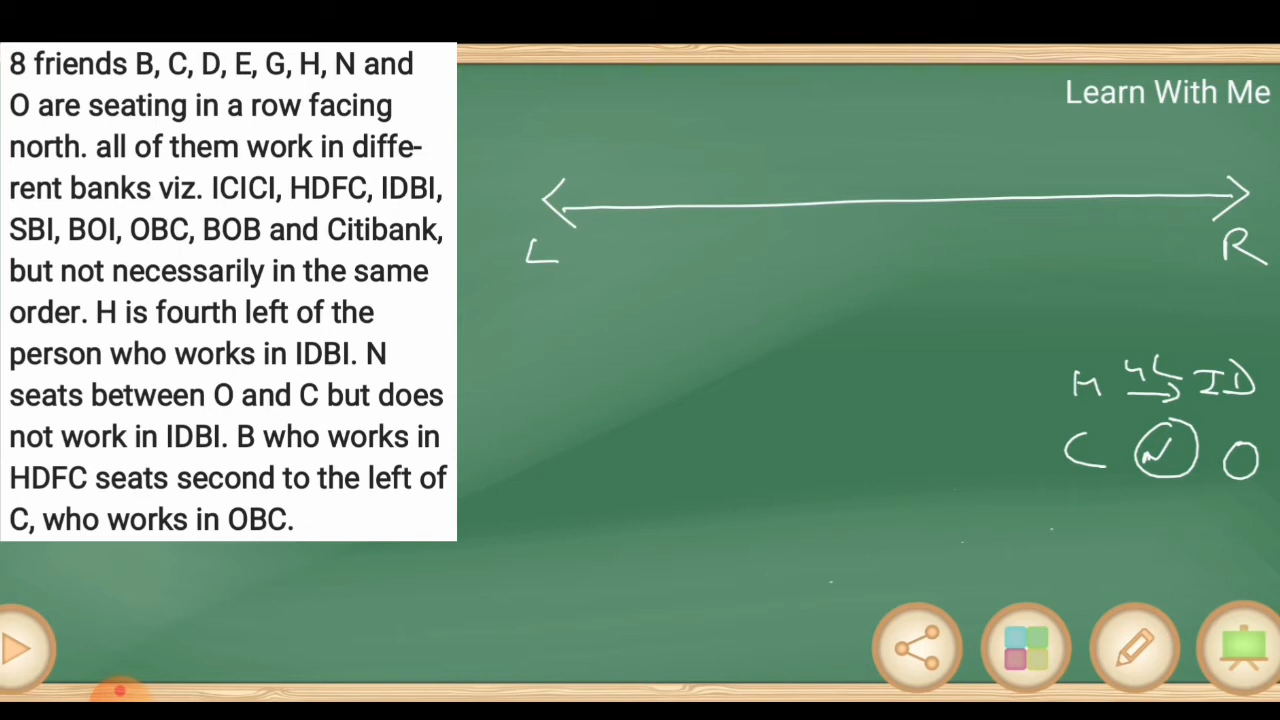 8 friends B, C, D, E, G, H, N and
O are seating in a row facing
north. all of them work in diffe-
rent banks viz. ICICI, HDFC, IDBI,
SBI, BOI, OBC, BOB and Citibank,
but not necessarily in the same
order. H is fourth left of the
person who works in IDBI. N
seats between O and C but does
not work in IDBI. B who works in
HDFC seats second to the left of
C, who works in OBC.
Learn With Me
L R
H 4L ID
C N O